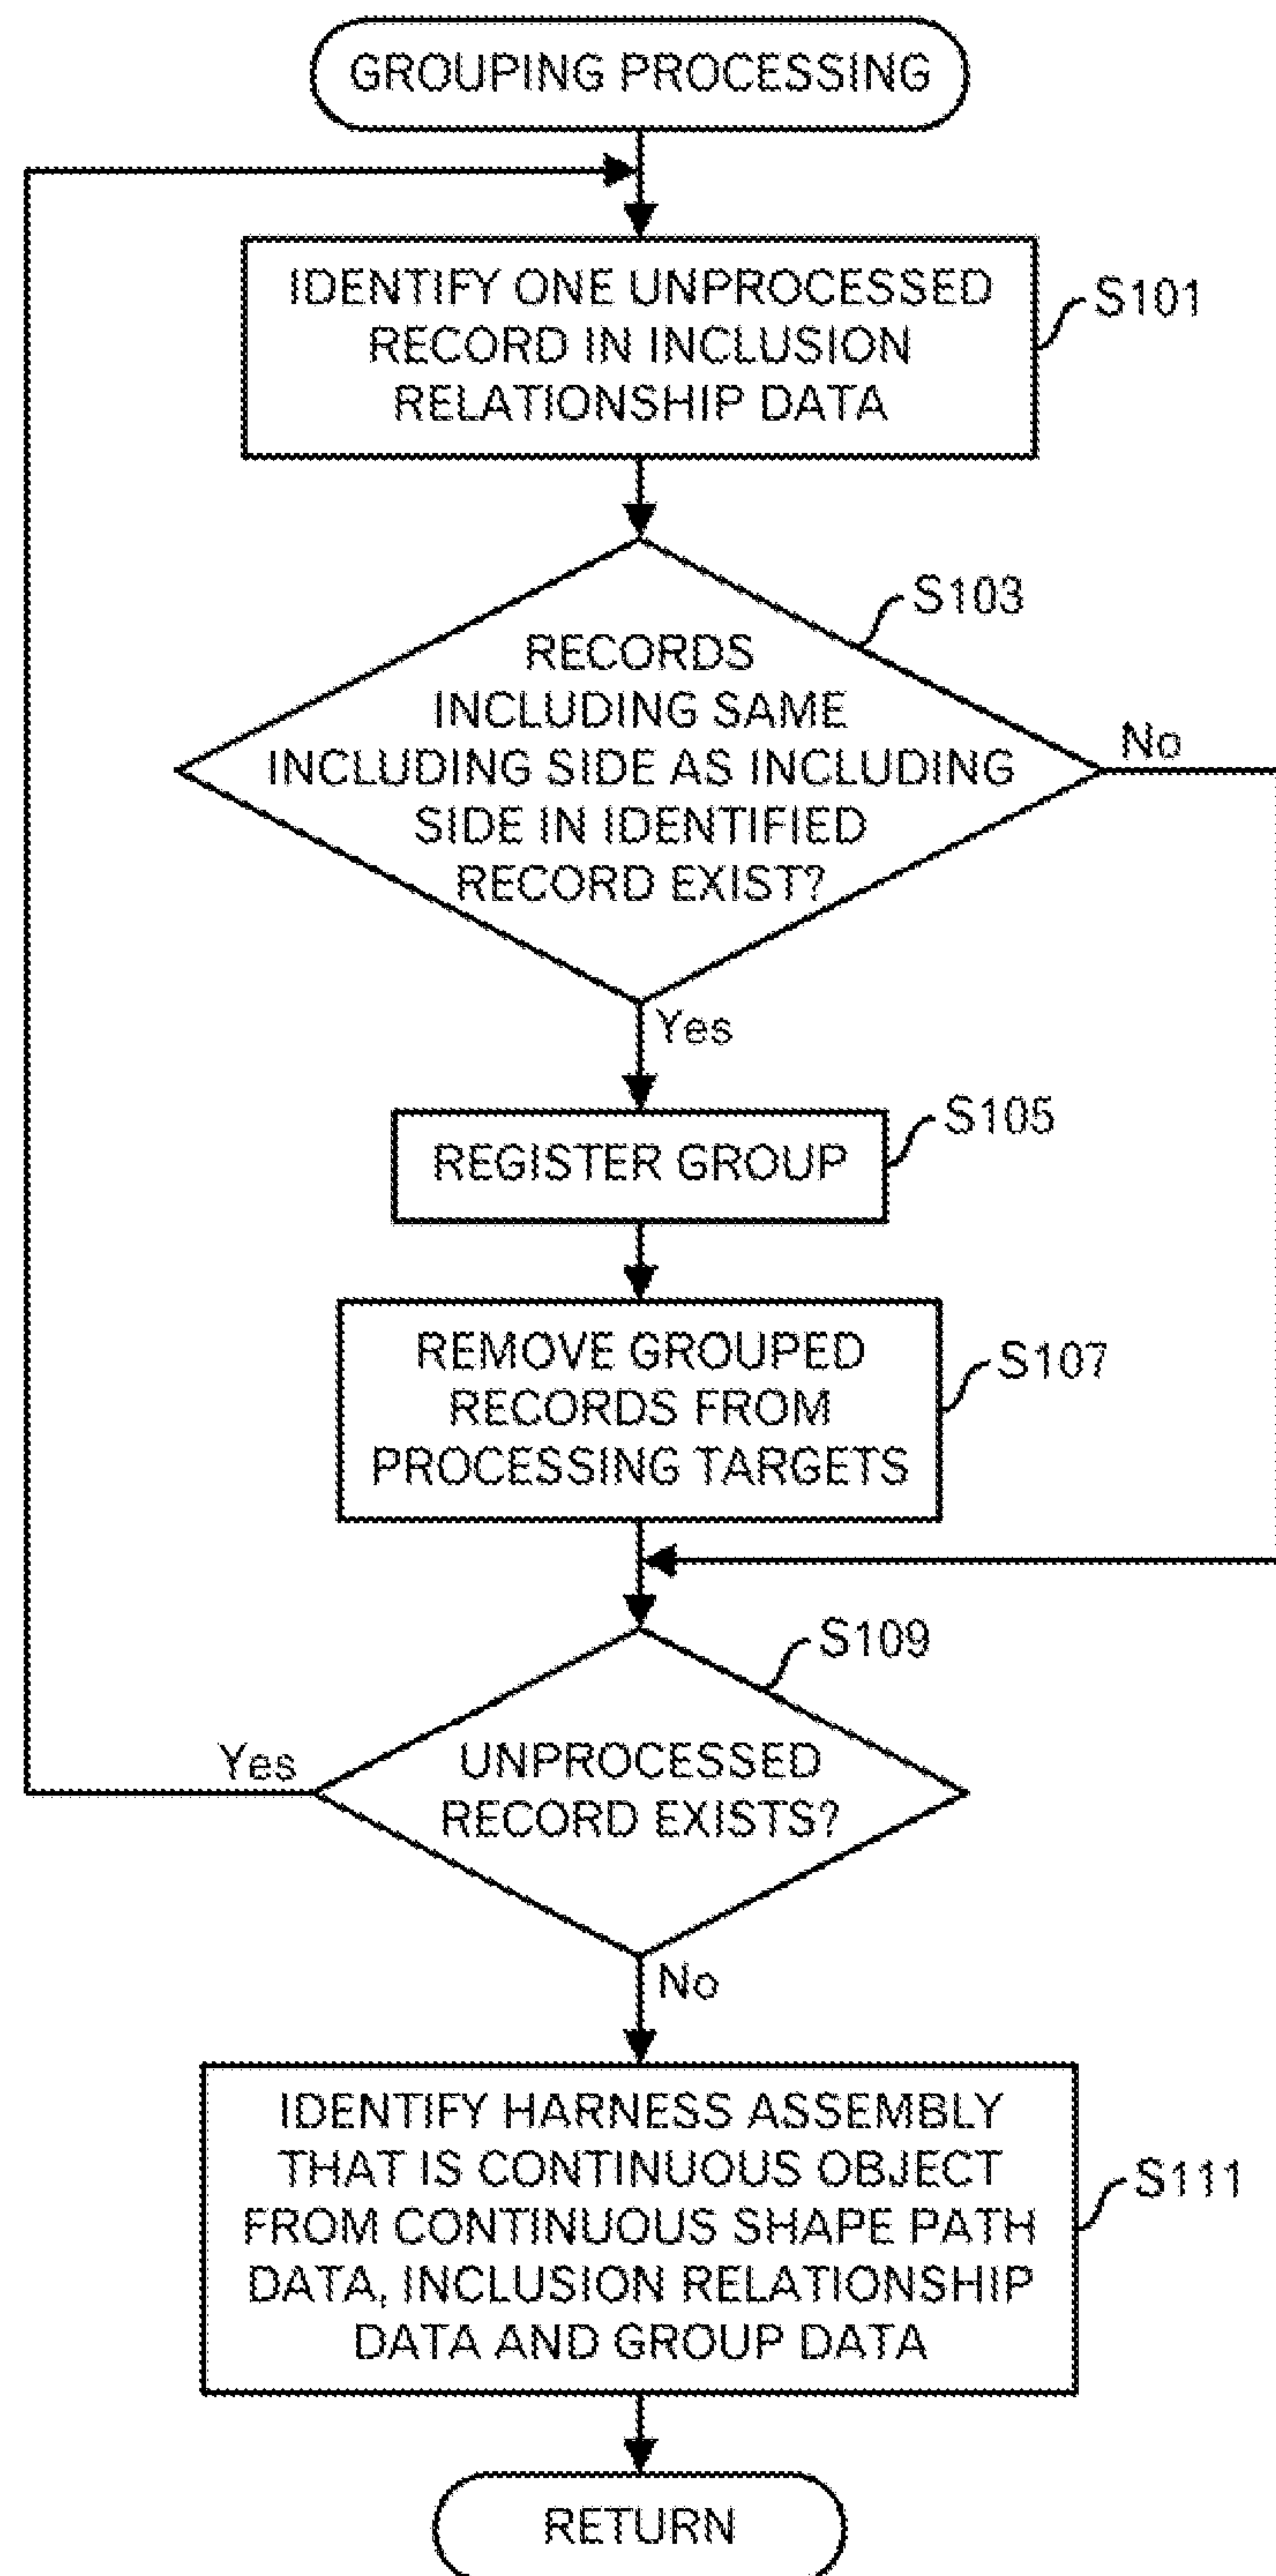 GROUPING PROCESSING
IDENTIFY ONE UNPROCESSED
RECORD IN INCLUSION
RELATIONSHIP DATA
S101
S103
RECORDS
INCLUDING SAME
INCLUDING SIDE AS INCLUDING
SIDE IN IDENTIFIED
RECORD EXIST?
No
Yes
S105
REGISTER GROUP
REMOVE GROUPED
RECORDS FROM
PROCESSING TARGETS
S107
S109
Yes
UNPROCESSED
RECORD EXISTS?
No
IDENTIFY HARNESS ASSEMBLY
THAT IS CONTINUOUS OBJECT
FROM CONTINUOUS SHAPE PATH
DATA, INCLUSION RELATIONSHIP
DATA AND GROUP DATA
S111
RETURN